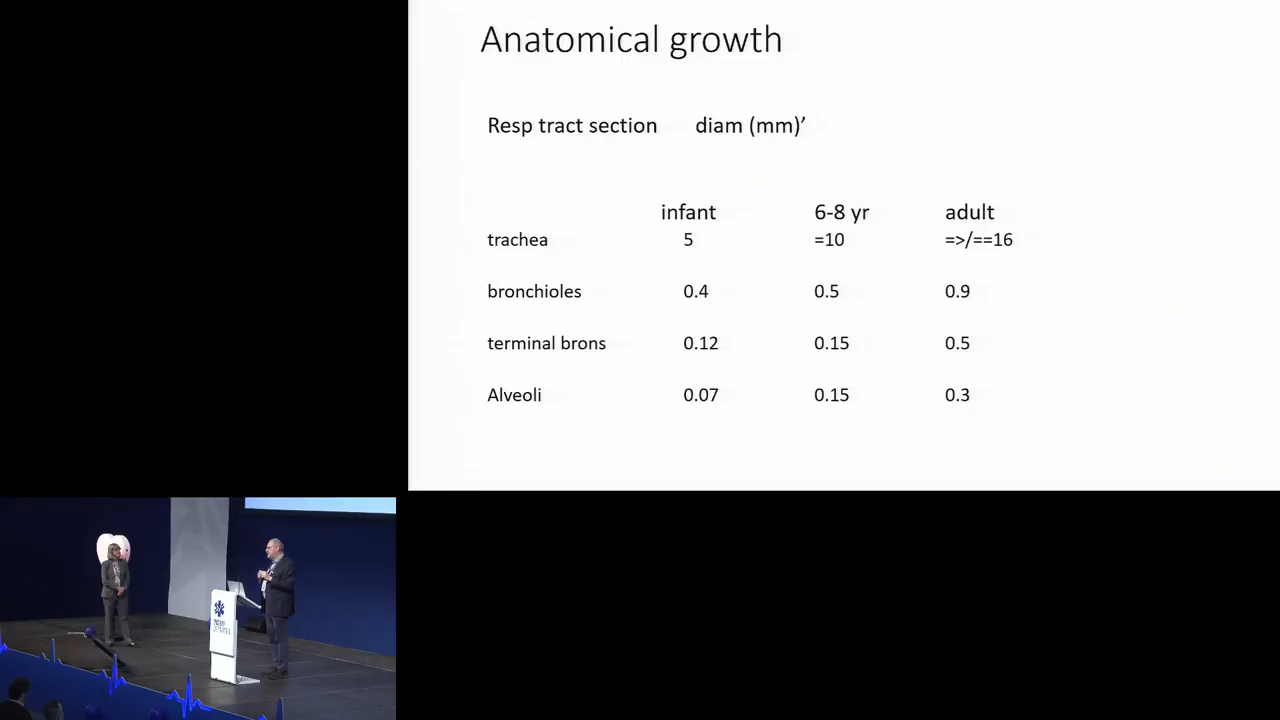 Anatomical growth
Resp tract section diam (mm)’
infant 6-8 yr adult
trachea 5 =10 =>/==16
bronchioles 0.4 0.5 0.9
terminal brons 0.12 0.15 0.5
Alveoli 0.07 0.15 0.3